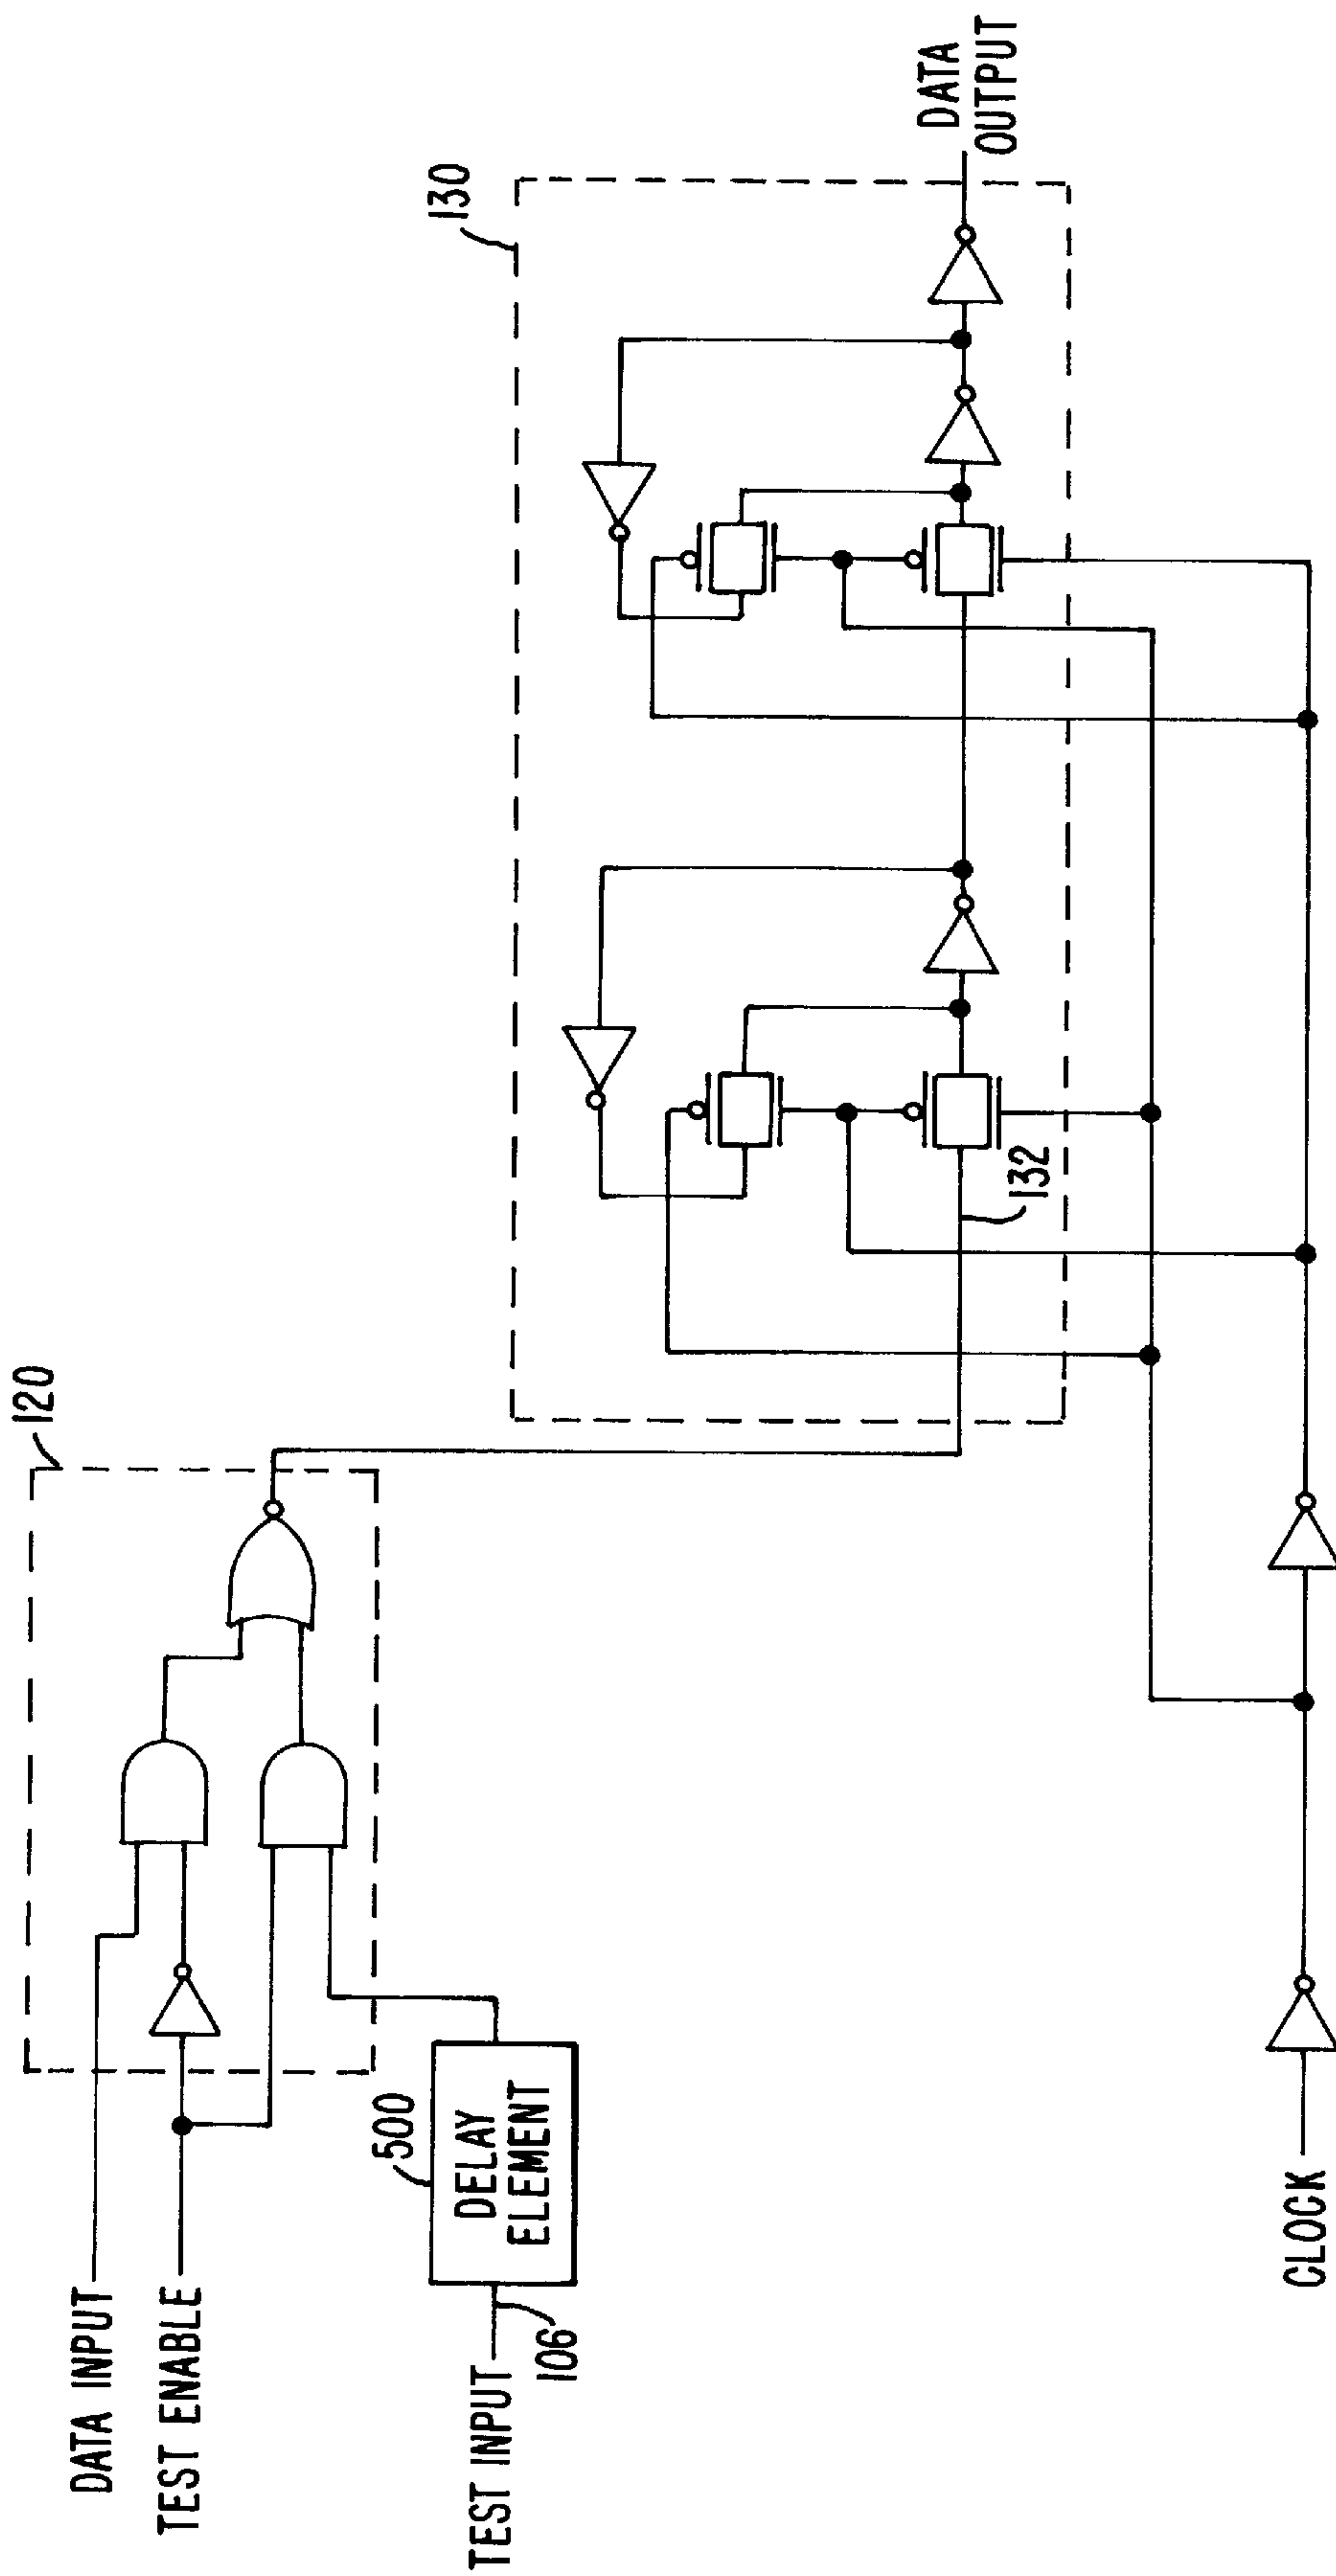 DATA INPUT
TEST ENABLE
TEST INPUT
106
500
DELAY
ELEMENT
120
130
132
DATA
OUTPUT
CLOCK